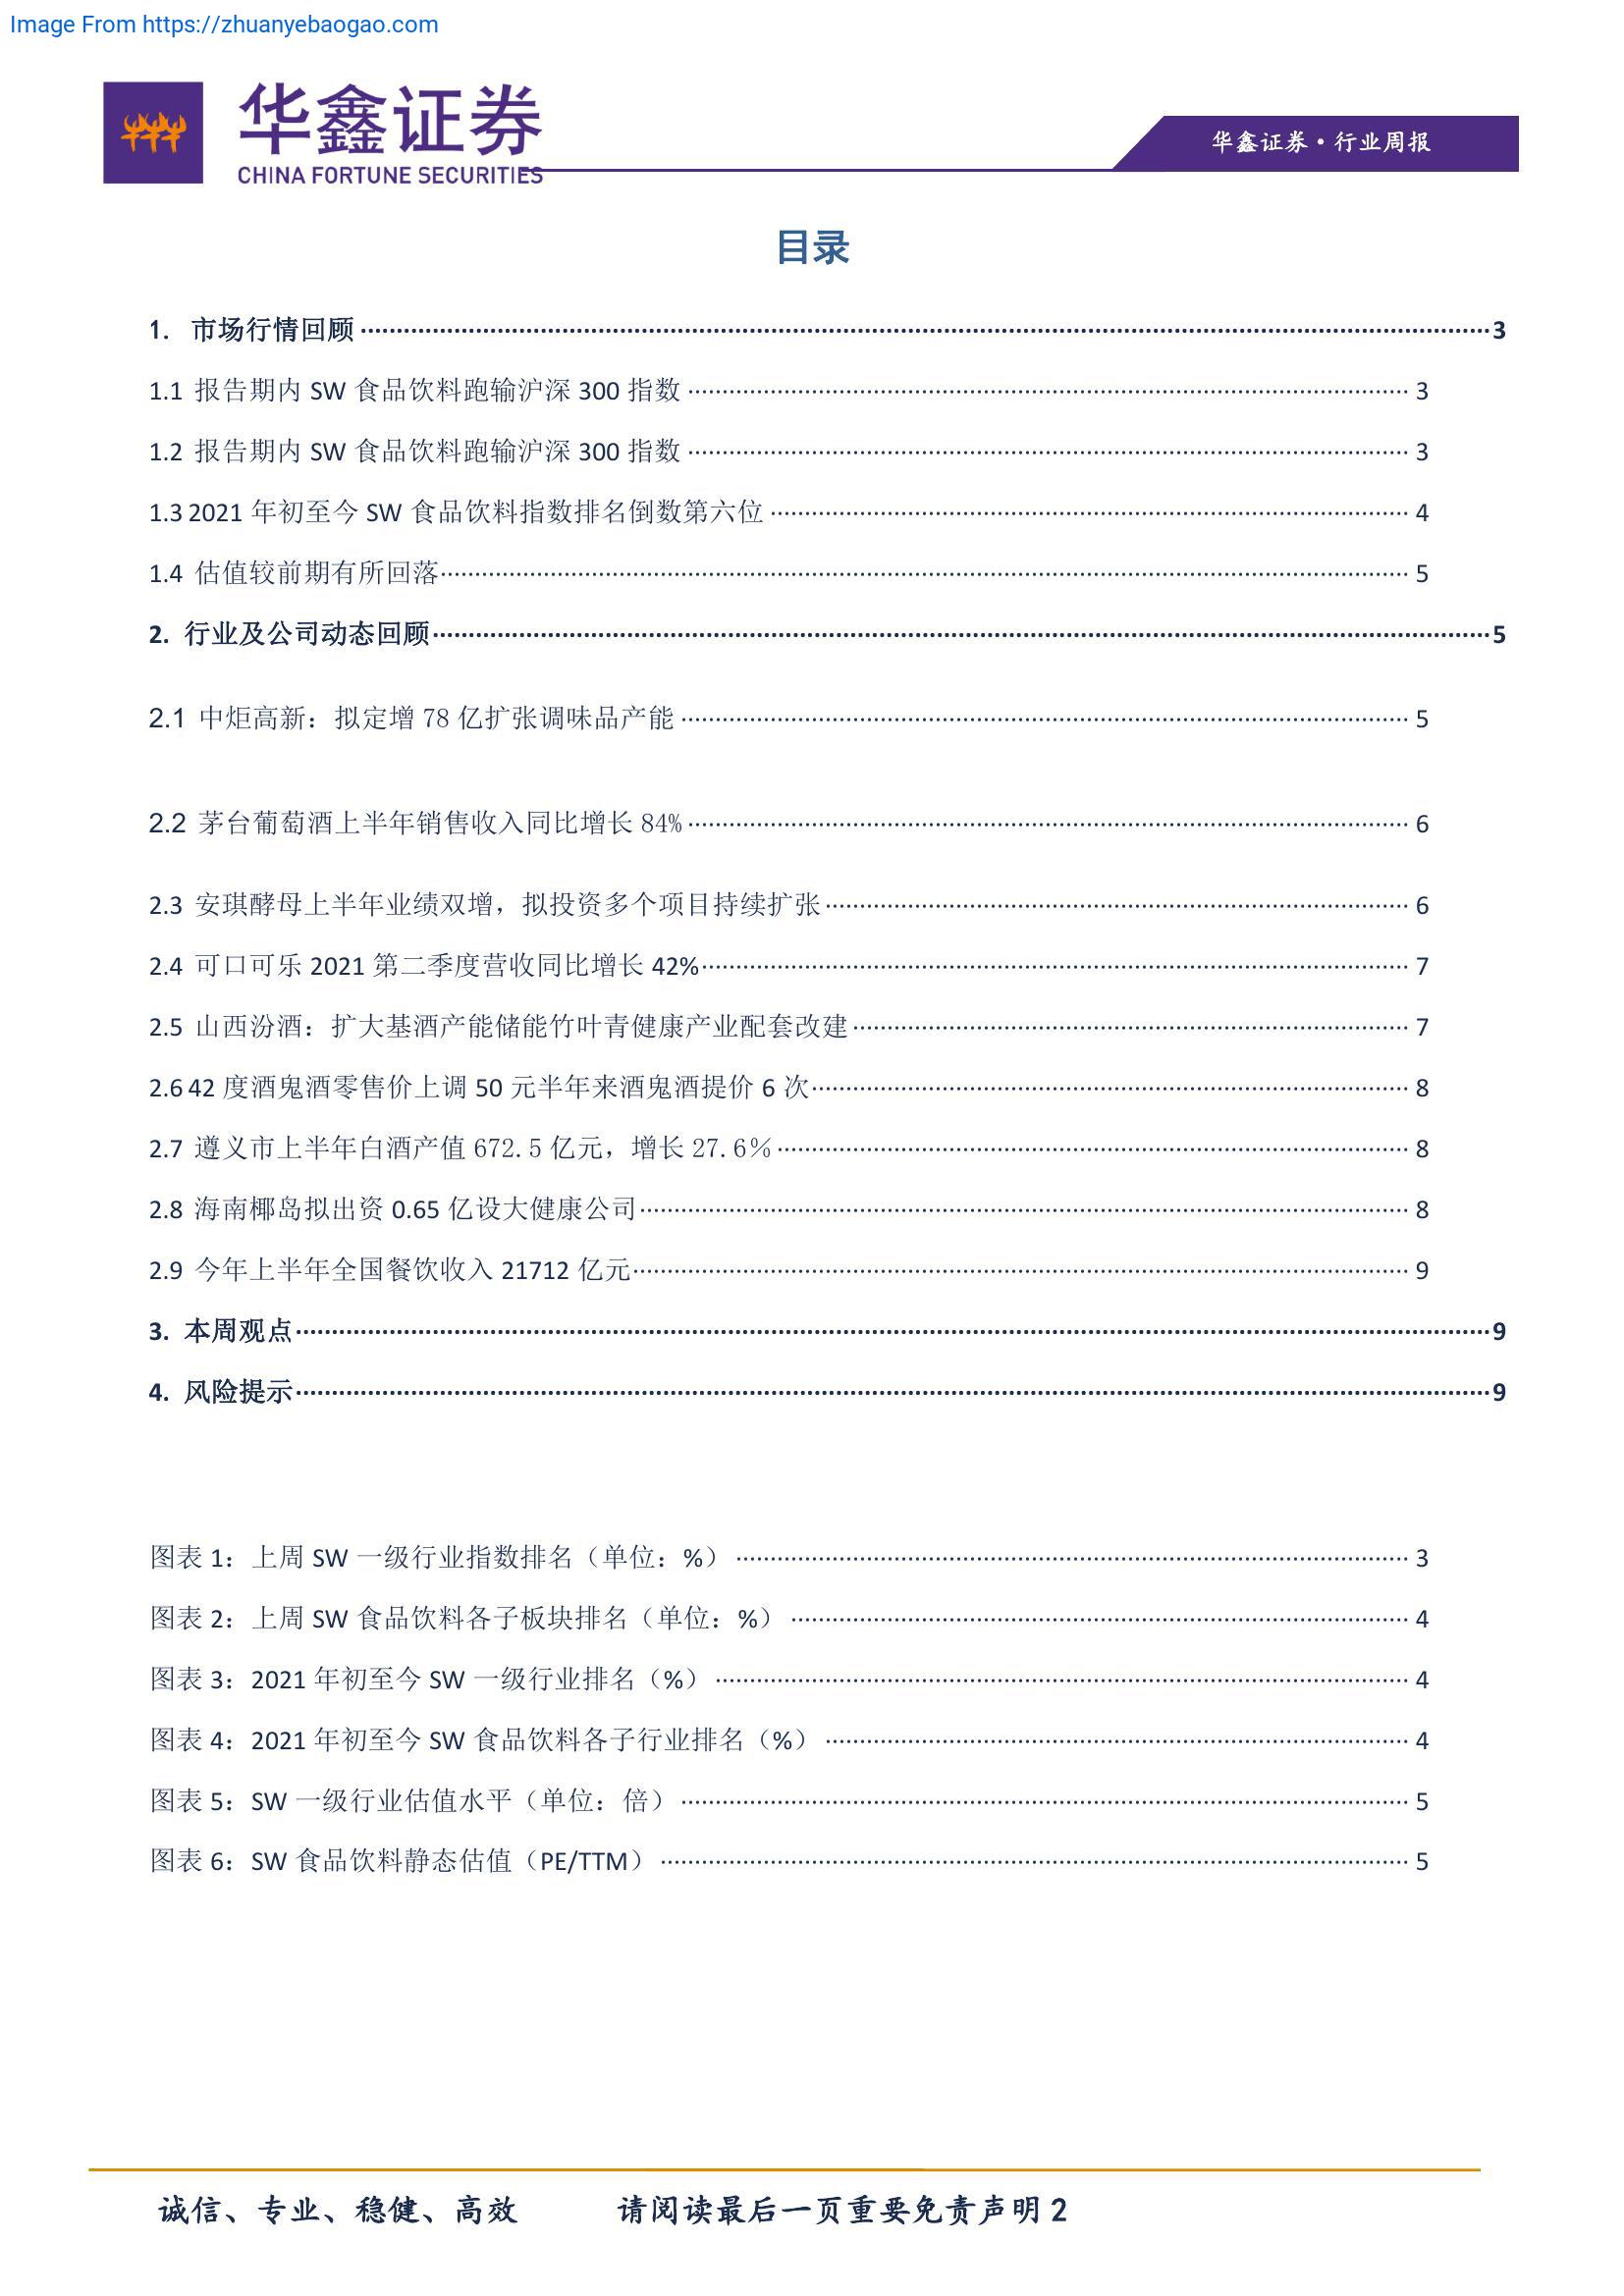 Image From https://zhuanyebaogao.com
华鑫证券
CHINA FORTUNE SECURITIES
华鑫证券·行业周报
目录
1. 市场行情回顾 3
1.1 报告期内 SW 食品饮料跑输沪深 300 指数 3
1.2 报告期内 SW 食品饮料跑输沪深 300 指数 3
1.3 2021 年初至今 SW 食品饮料指数排名倒数第六位 4
1.4 估值较前期有所回落 5
2. 行业及公司动态回顾 5
2.1 中炬高新：拟定增 78 亿扩张调味品产能 5
2.2 茅台葡萄酒上半年销售收入同比增长 84% 6
2.3 安琪酵母上半年业绩双增，拟投资多个项目持续扩张 6
2.4 可口可乐 2021 第二季度营收同比增长 42% 7
2.5 山西汾酒：扩大基酒产能储能竹叶青健康产业配套改建 7
2.6 42 度酒鬼酒零售价上调 50 元半年来酒鬼酒提价 6 次 8
2.7 遵义市上半年白酒产值 672.5 亿元，增长 27.6％ 8
2.8 海南椰岛拟出资 0.65 亿设大健康公司 8
2.9 今年上半年全国餐饮收入 21712 亿元 9
3. 本周观点 9
4. 风险提示 9
图表 1：上周 SW 一级行业指数排名（单位：%） 3
图表 2：上周 SW 食品饮料各子板块排名（单位：%） 4
图表 3：2021 年初至今 SW 一级行业排名（%） 4
图表 4：2021 年初至今 SW 食品饮料各子行业排名（%） 4
图表 5：SW 一级行业估值水平（单位：倍） 5
图表 6：SW 食品饮料静态估值（PE/TTM） 5
诚信、专业、稳健、高效 请阅读最后一页重要免责声明 2